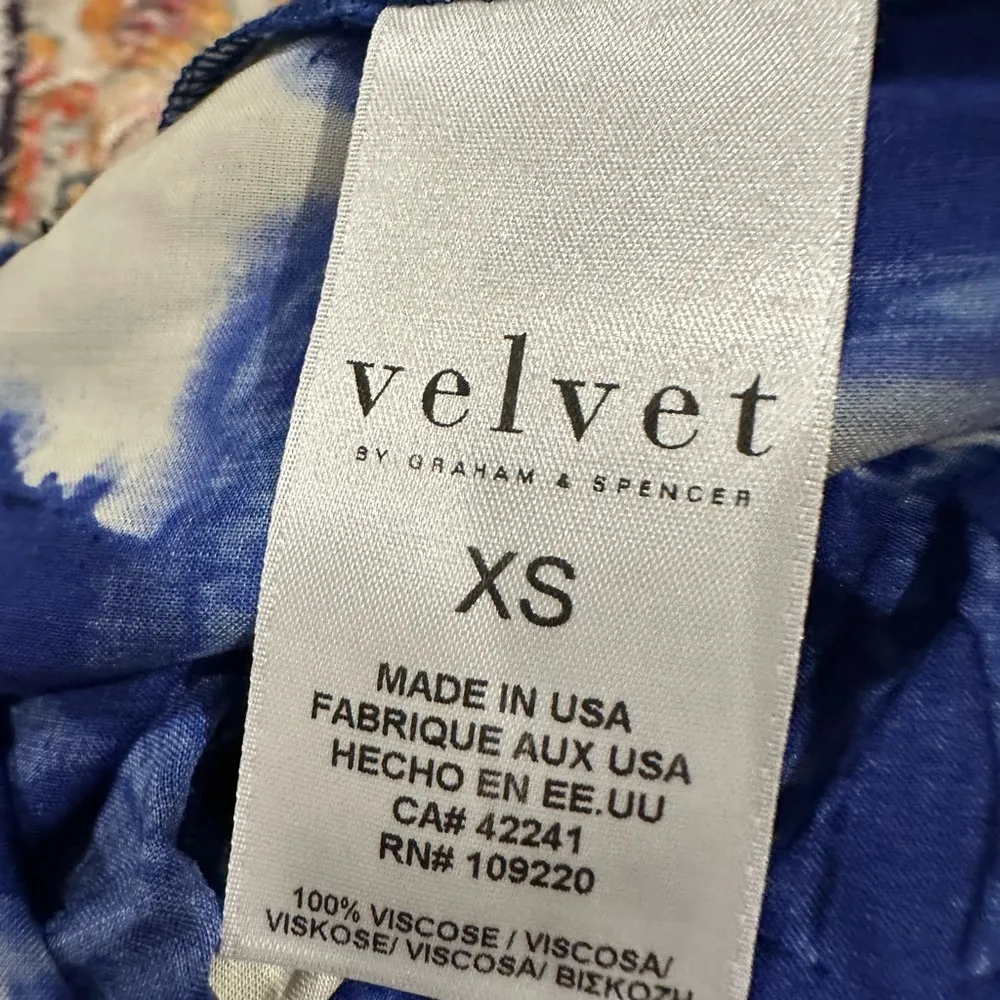 velvet
BY GRAHAM & SPENCER
XS
MADE IN USA
FABRIQUE AUX USA
HECHO EN EE.UU
CA# 42241
RN# 109220
100% VISCOSE / VISCOSA/
VISKOSE/ VISCOSA/ ΒΙΣΚΟΖΗ